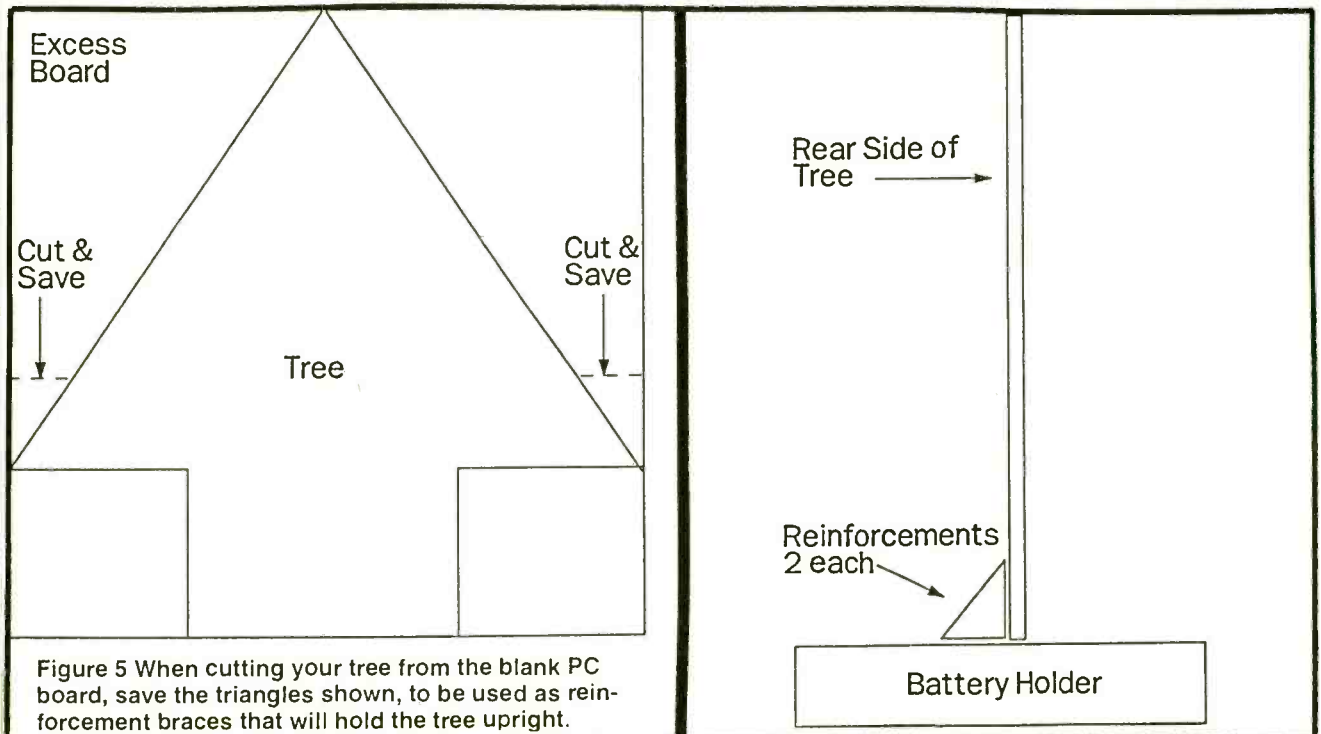 Excess
Board
Cut &
Save
Cut &
Save
Tree
Figure 5 When cutting your tree from the blank PC
board, save the triangles shown, to be used as rein-
forcement braces that will hold the tree upright.
Rear Side of
Tree
Reinforcements
2 each
Battery Holder